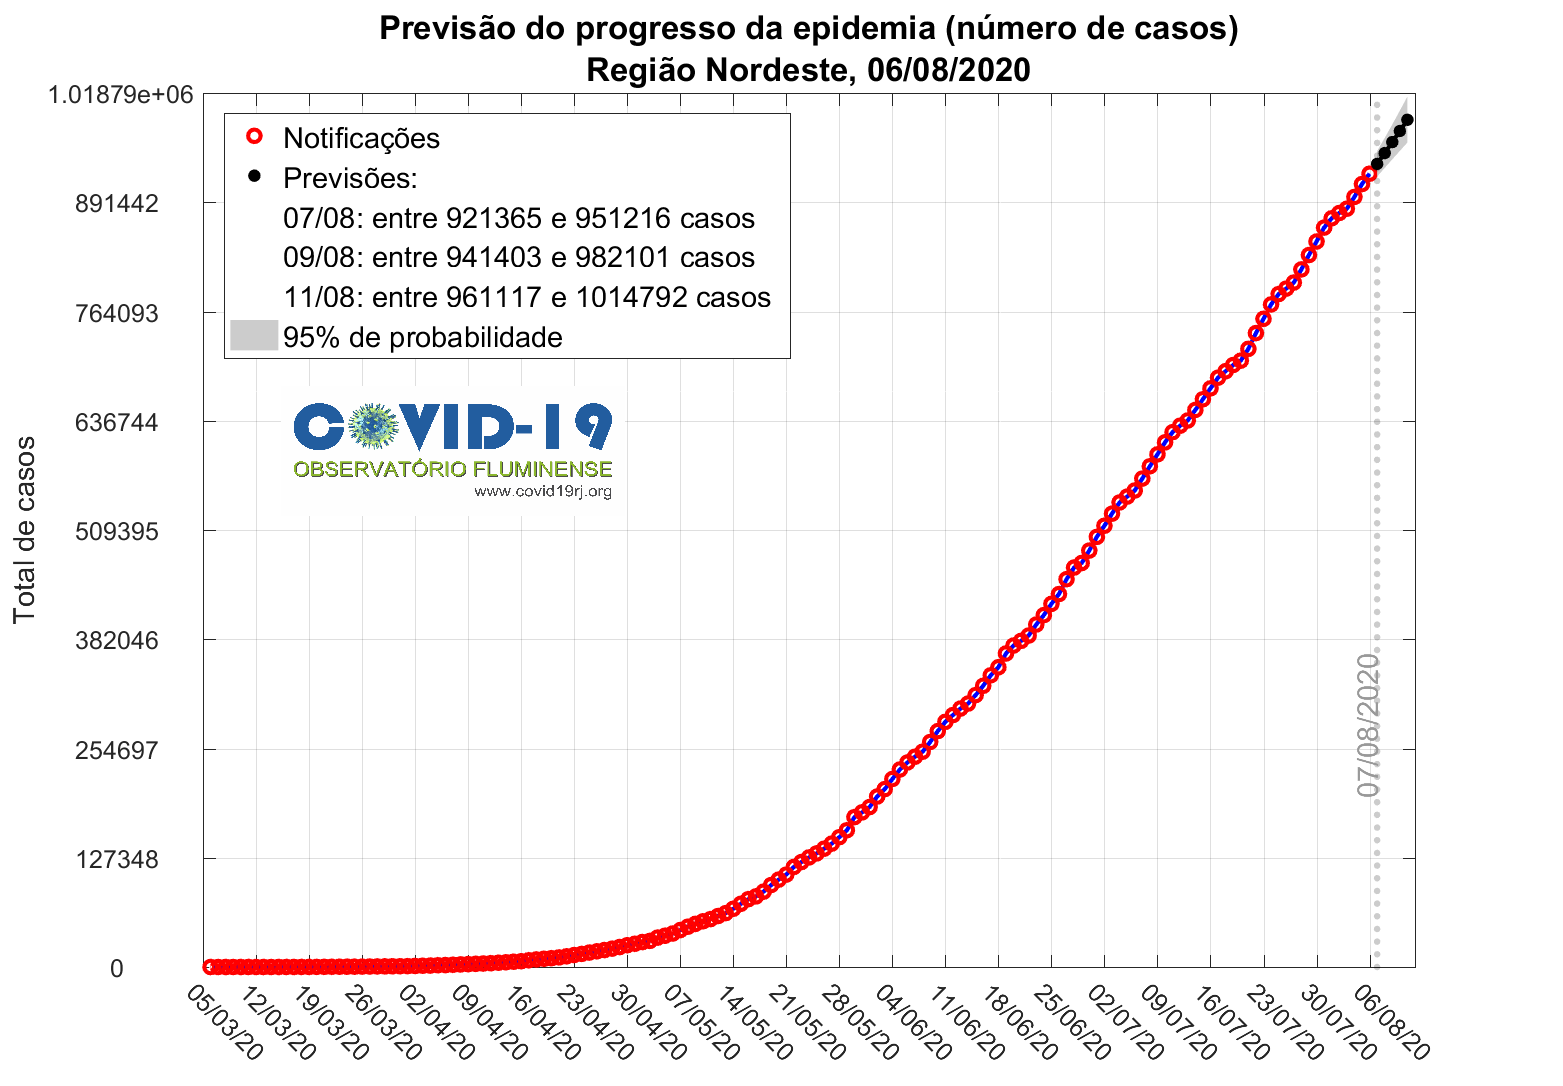 Previsão do progresso da epidemia (número de casos)
Região Nordeste, 06/08/2020
1.01879e+06
891442
764093
636744
509395
382046
254697
127348
0
Total de casos
Notificações
Previsões:
07/08: entre 921365 e 951216 casos
09/08: entre 941403 e 982101 casos
11/08: entre 961117 e 1014792 casos
95% de probabilidade
COVID-19
OBSERVATÓRIO FLUMINENSE
www.covid19rj.org
07/08/2020
05/03/20
12/03/20
19/03/20
26/03/20
02/04/20
09/04/20
16/04/20
23/04/20
30/04/20
07/05/20
14/05/20
21/05/20
28/05/20
04/06/20
11/06/20
18/06/20
25/06/20
02/07/20
09/07/20
16/07/20
23/07/20
30/07/20
06/08/20